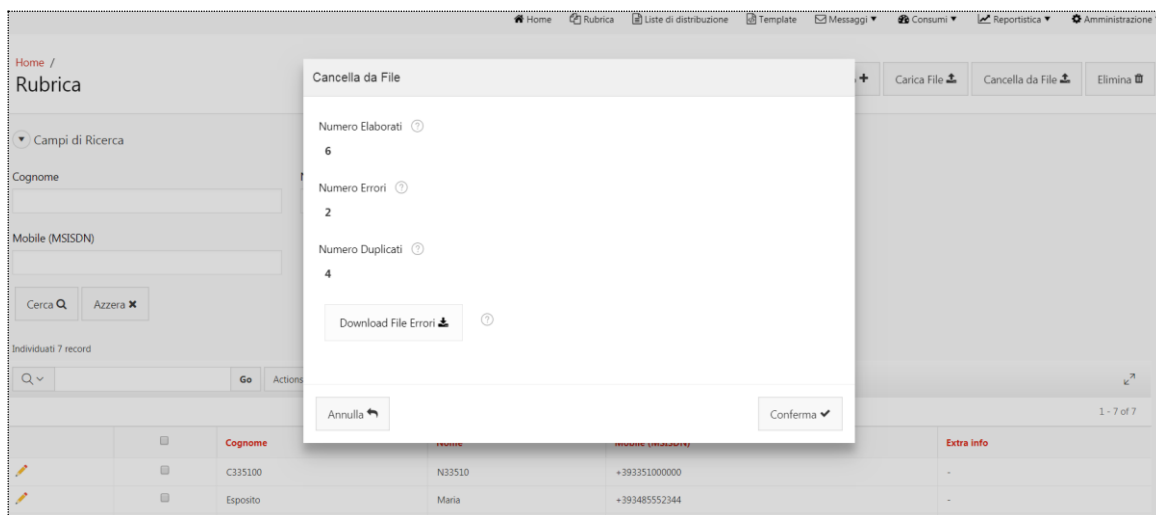 Home Rubrica Liste di distribuzione Template Messaggi Consumi Reportistica Amministrazione
Home /
Rubrica
Carica File Cancella da File Elimina
Cancella da File
Campi di Ricerca
Numero Elaborati
6
Cognome
Numero Errori
2
Mobile (MSISDN)
Numero Duplicati
4
Cerca Azzera
Download File Errori
Individuati 7 record
Go Actions
Annulla Conferma
1 - 7 of 7
Cognome Nome Mobile (MSISDN) Extra info
C335100 N33510 +393351000000 -
Esposito Maria +393485552344 -